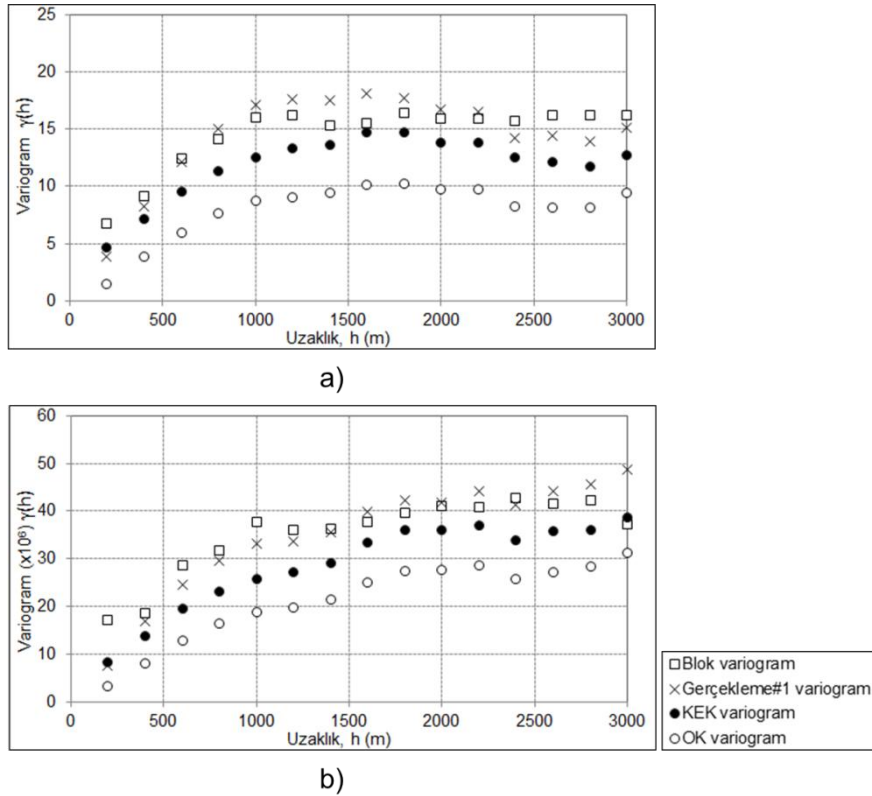 25
20
15
10
5
0
Variogram γ(h)
0 500 1000 1500 2000 2500 3000
Uzaklık, h (m)
a)
60
50
40
30
20
10
0
Variogram (x10⁶) γ(h)
0 500 1000 1500 2000 2500 3000
Uzaklık, h (m)
Blok variogram
Gerçekleme#1 variogram
KEK variogram
OK variogram
b)